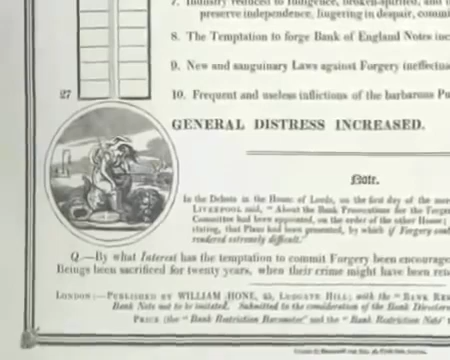 7. Industry reduced to Indigence, broken-spirited, and
preserve independence, lingering in despair,
8. The Temptation to forge Bank of England Notes
9. New and sanguinary Laws against Forgery
27
10. Frequent and useless inflictions of the barbarous
GENERAL DISTRESS INCREASED.
Note.
In the Debate in the House of Lords, on the first day of the
LIVERPOOL said, "About the Bank Prosecutions for the
Committee had been appointed, on the order of the other House;
stating, that Plans had been presented, by which if Forgery
rendered extremely difficult."
Q.—By what Interest has the temptation to commit Forgery been
Beings been sacrificed for twenty years, when their crime might have been
LONDON:—PUBLISHED BY WILLIAM HONE, 45, LUDGATE HILL; with the "BANK
Bank Note not to be imitated. Submitted to the consideration of the Bank
PRICE (the "Bank Restriction Barometer" and the "Bank Restriction Note"